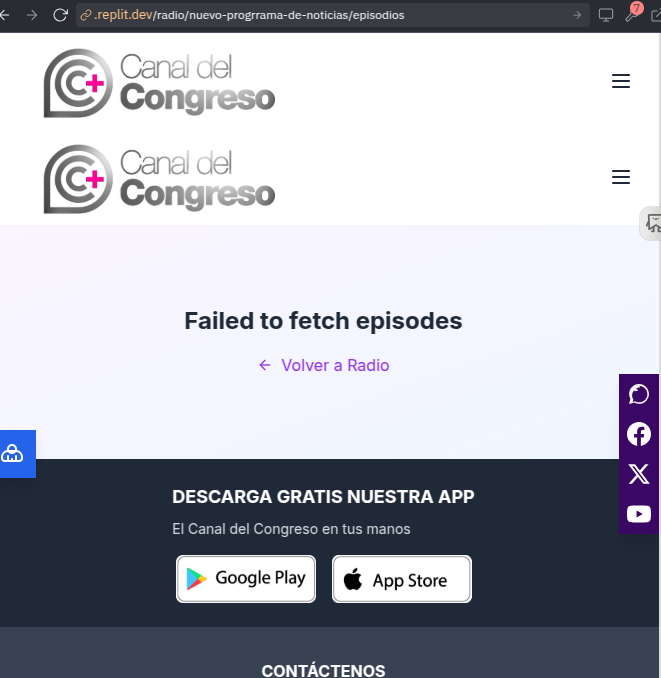 .replit.dev/radio/nuevo-progrrama-de-noticias/episodios
7
Canal del
Congreso
Canal del
Congreso
Failed to fetch episodes
← Volver a Radio
DESCARGA GRATIS NUESTRA APP
El Canal del Congreso en tus manos
Google Play
App Store
CONTÁCTENOS